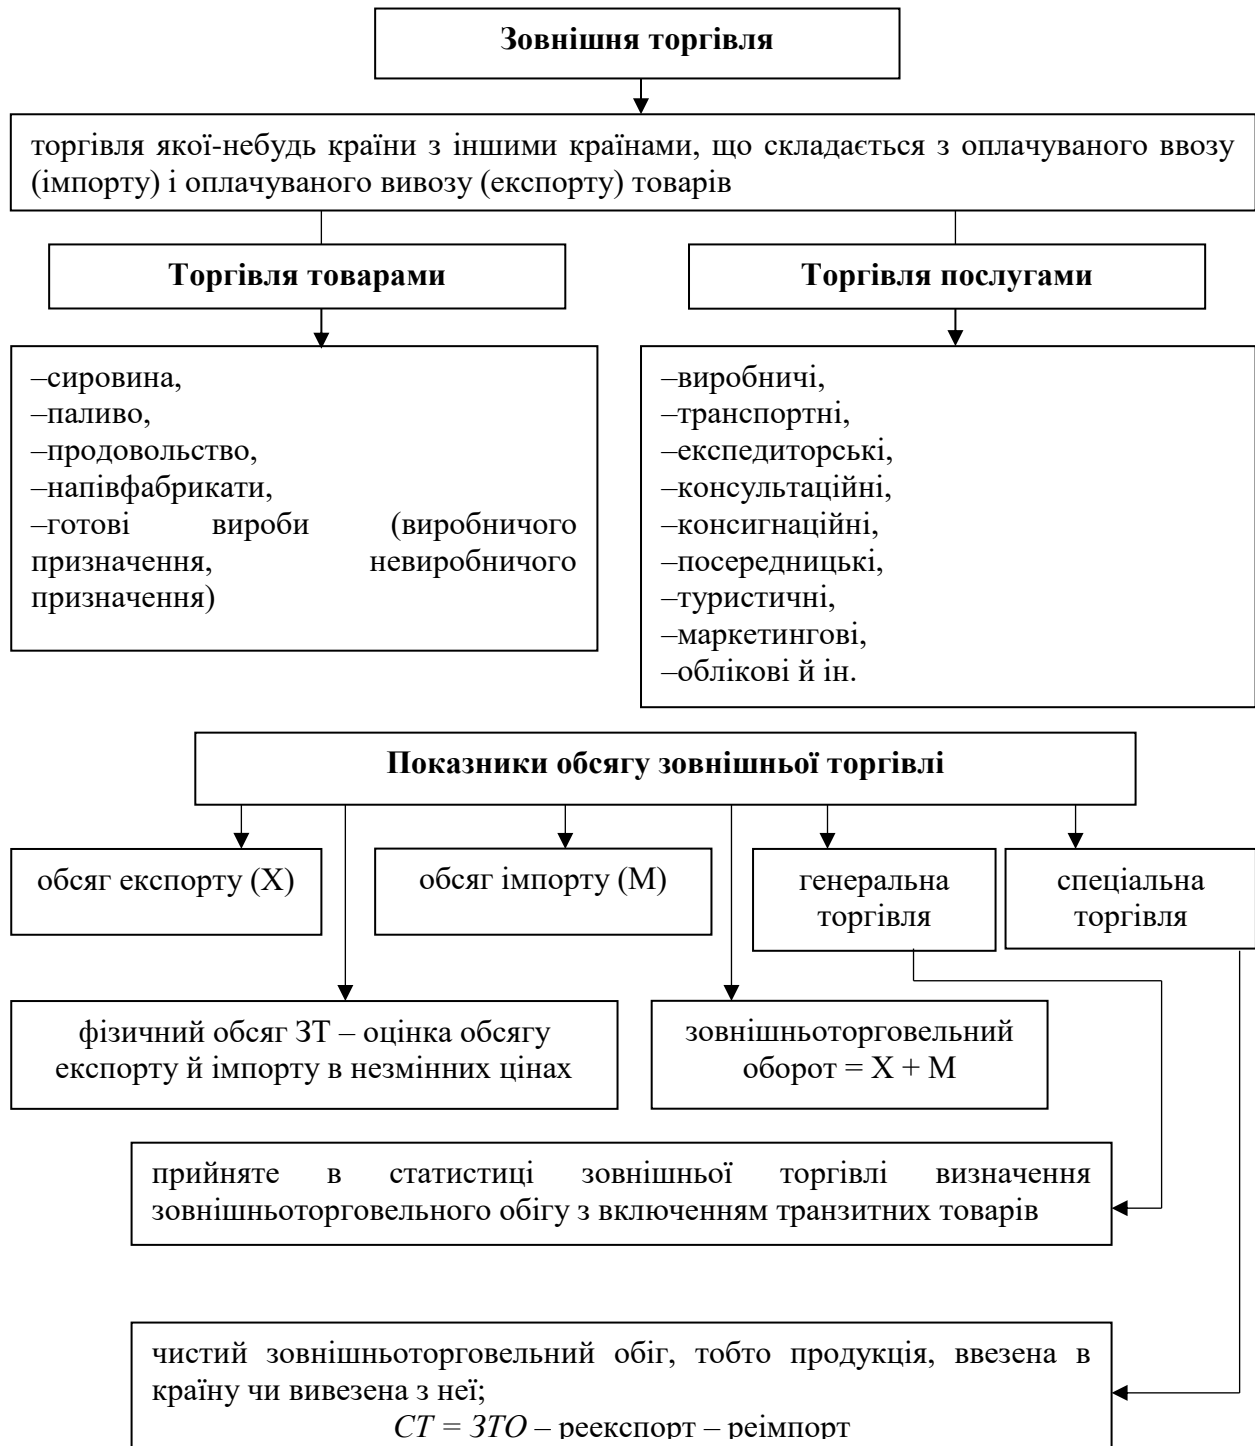 Зовнішня торгівля
торгівля якої-небудь країни з іншими країнами, що складається з оплачуваного ввозу
(імпорту) і оплачуваного вивозу (експорту) товарів
Торгівля товарами
Торгівля послугами
–сировина,
–паливо,
–продовольство,
–напівфабрикати,
–готові вироби (виробничого
призначення, невиробничого
призначення)
–виробничі,
–транспортні,
–експедиторські,
–консультаційні,
–консигнаційні,
–посередницькі,
–туристичні,
–маркетингові,
–облікові й ін.
Показники обсягу зовнішньої торгівлі
обсяг експорту (Х)
обсяг імпорту (М)
генеральна
торгівля
спеціальна
торгівля
фізичний обсяг ЗТ – оцінка обсягу
експорту й імпорту в незмінних цінах
зовнішньоторговельний
оборот = Х + М
прийняте в статистиці зовнішньої торгівлі визначення
зовнішньоторговельного обігу з включенням транзитних товарів
чистий зовнішньоторговельний обіг, тобто продукція, ввезена в
країну чи вивезена з неї;
СТ = ЗТО – реекспорт – реімпорт